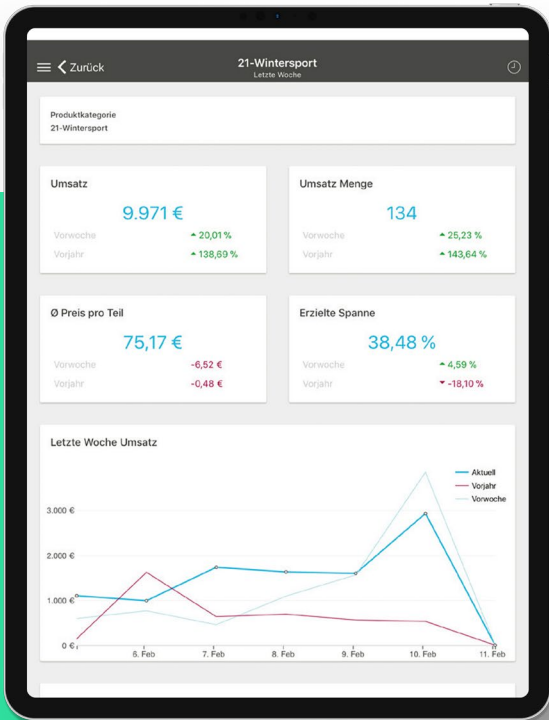 Zurück
21-Wintersport
Letzte Woche
Produktkategorie
21-Wintersport
Umsatz
9.971 €
Vorwoche 20,01 %
Vorjahr 138,69 %
Umsatz Menge
134
Vorwoche 25,23 %
Vorjahr 143,64 %
Ø Preis pro Teil
75,17 €
Vorwoche -6,52 €
Vorjahr -0,48 €
Erzielte Spanne
38,48 %
Vorwoche 4,59 %
Vorjahr -18,10 %
Letzte Woche Umsatz
Aktuell
Vorjahr
Vorwoche
3.000 €
2.000 €
1.000 €
0 €
6. Feb 7. Feb 8. Feb 9. Feb 10. Feb 11. Feb